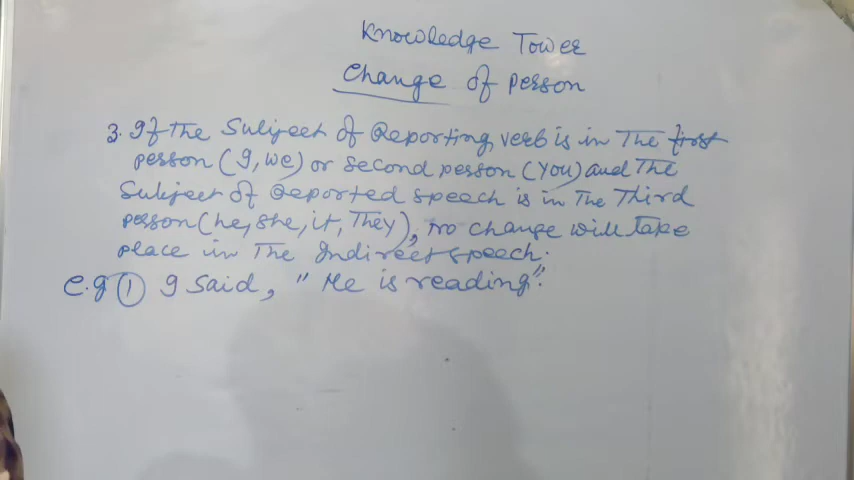 Knowledge Tower
Change of person
3. If the Subject of Reporting verb is in The first
person (I, we) or second person (You) and The
Subject of Reported speech is in The Third
person (he, she, it, They), no change will take
place in The Indirect speech.
e.g ① I Said, "He is reading".